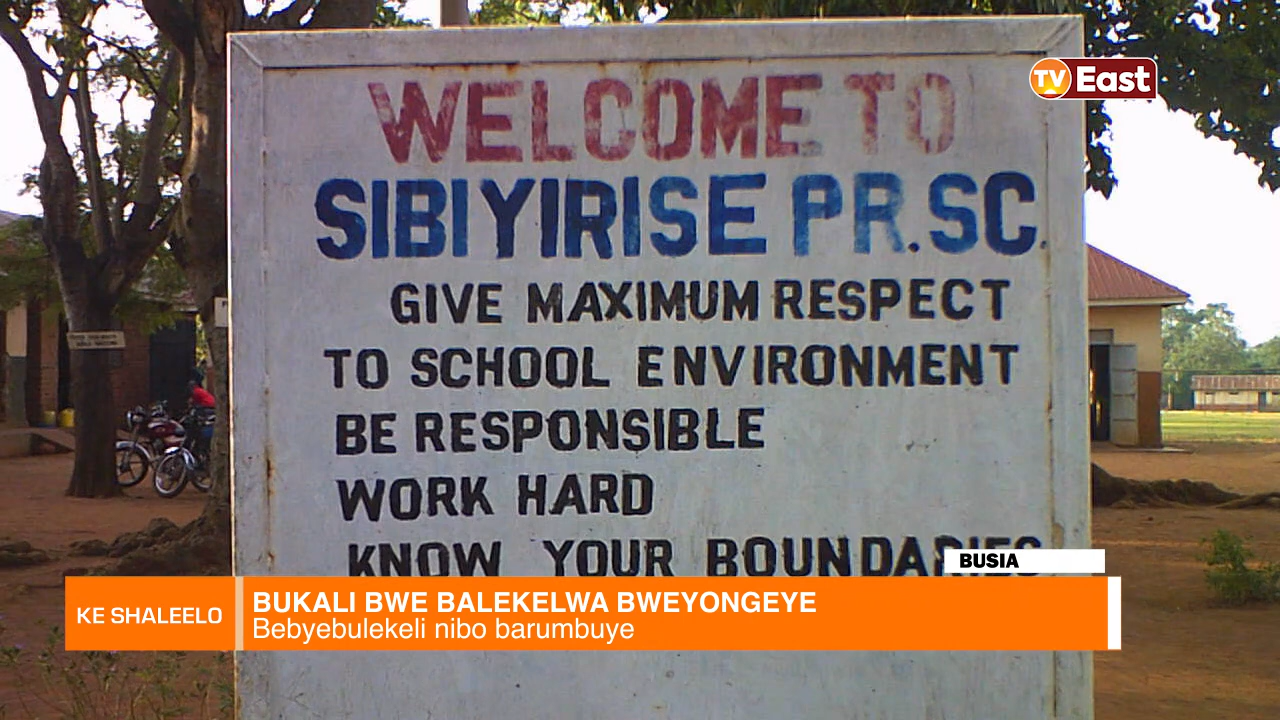 TV East
WELCOME TO
SIBIYIRISE PR.SC.
GIVE MAXIMUM RESPECT
TO SCHOOL ENVIRONMENT
BE RESPONSIBLE
WORK HARD
KNOW YOUR BOUNDARIES
BUSIA
KE SHALEELO
BUKALI BWE BALEKELWA BWEYONGEYE
Bebyebulekeli nibo barumbuye